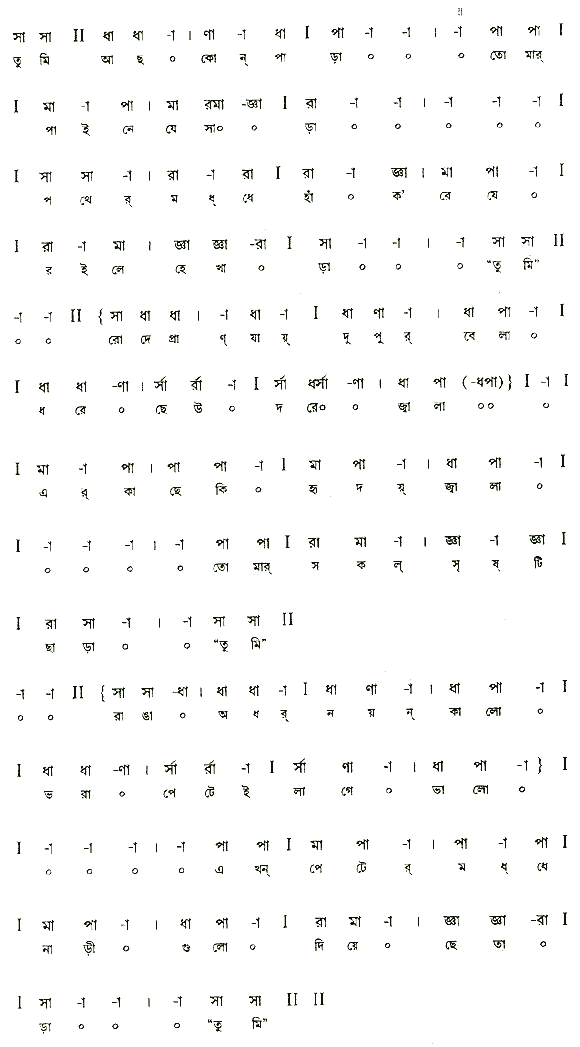 সা সা II ধা ধা -া । ণা -া ধা I পা -া -া । -া পা পা I
তু মি আ ছ ০ কো ন্ পা ড়া ০ ০ ০ তো মার্
I মা -া পা । মা রমা -জ্ঞা I রা -া -া । -া -া -া I
পা ই নে যে সা০ ০ ড়া ০ ০ ০ ০ ০
I সা সা -া । রা -া রা I রা -া জ্ঞা । মা পা -া I
প থের্ ম ধ্ ধে হাঁ ০ ক' রে যে ০
I রা -া মা । জ্ঞা জ্ঞা -রা I সা -া -া । -া সা সা II
র ই লে হে খা ০ ড়া ০ ০ ০ "তু মি"
-া -া II { সা ধা ধা । -া ধা -া I ধা ণা -া । ধা পা -া I
০ ০ রো দে প্রা ণ্ যায়্ দু পুর্ বে লা ০
I ধা ধা -ণা । র্সা র্রা -া I র্সা ধর্সা -ণা । ধা পা (-ধপা) } I -া I
ধ রে ০ ছে উ ০ দ রে০ ০ জ্বা লা ০০ ০
I মা -া পা । পা পা -া I মা পা -া । ধা পা -া I
এ র্ কা ছে কি ০ হৃ দ য়্ জ্বা লা ০
I -া -া -া । -া পা পা I রা মা -া । জ্ঞা -া জ্ঞা I
০ ০ ০ ০ তো মার্ স কল্ সৃ ষ্ টি
I রা সা -া । -া সা সা II
ছা ড়া ০ ০ "তু মি"
-া -া II { সা সা -ধা । ধা ধা -া I ধা ণা -া । ধা পা -া I
০ ০ রা ঙা ০ অ ধ র্ ন য় ন্ কা লো ০
I ধা ধা -ণা । র্সা র্রা -া I র্সা ণা -া । ধা পা -া } I
ভ রা ০ পে টে ই লা গে ০ ভা লো ০
I -া -া -া । -া পা পা I মা পা -া । পা -া পা I
০ ০ ০ ০ এ খন্ পে টে র্ ম ধ্ ধে
I মা পা -া । ধা পা -া I রা মা -া । জ্ঞা জ্ঞা -রা I
না ড়ী ০ গু লো ০ দি য়ে ০ ছে তা ০
I সা -া -া । -া সা সা II II
ড়া ০ ০ ০ "তু মি"